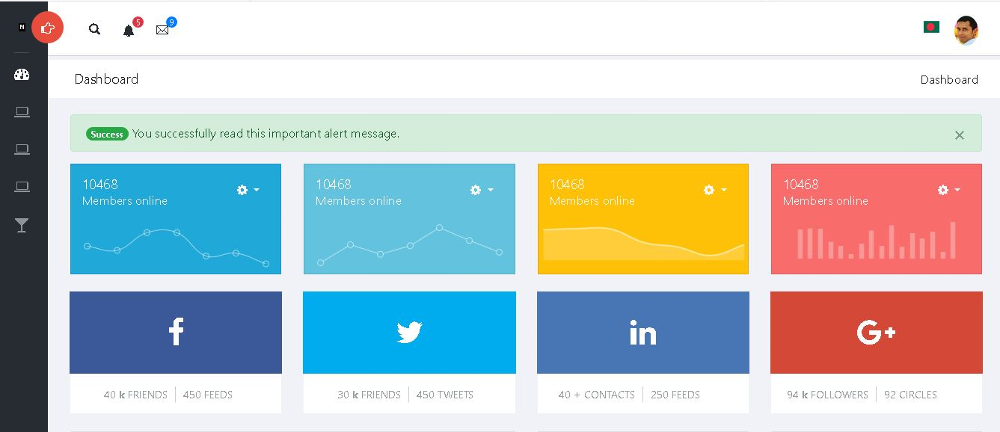 M
5
9
Dashboard
Dashboard
Success You successfully read this important alert message.
×
10468
Members online
10468
Members online
10468
Members online
10468
Members online
f
in
G+
40 k FRIENDS
450 FEEDS
30 k FRIENDS
450 TWEETS
40 + CONTACTS
250 FEEDS
94 k FOLLOWERS
92 CIRCLES